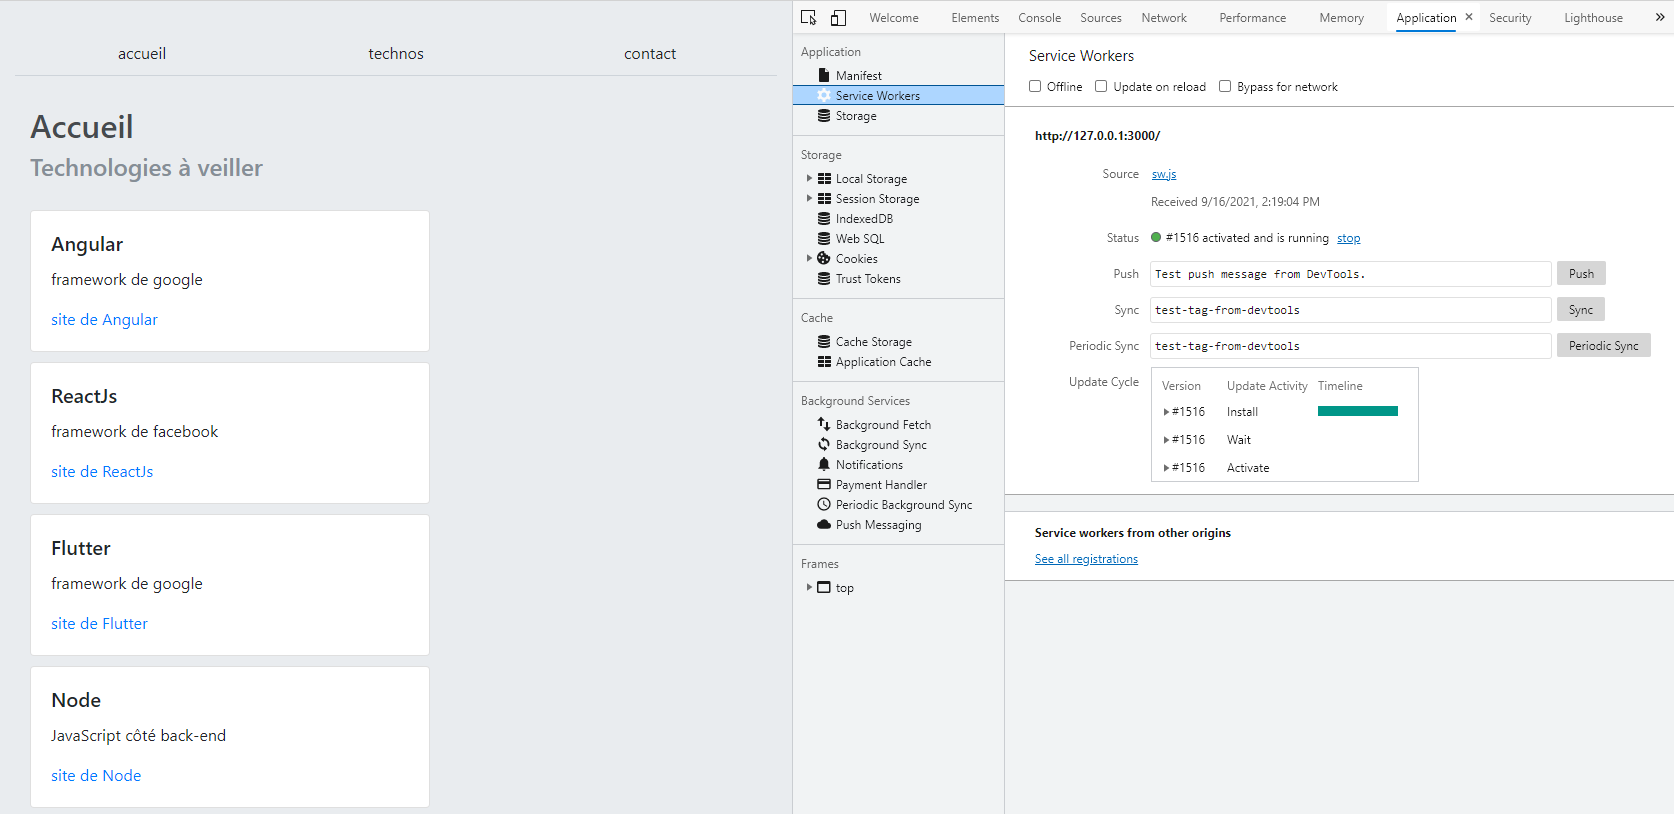 accueil technos contact
Accueil
Technologies à veiller
Angular
framework de google
site de Angular
ReactJs
framework de facebook
site de ReactJs
Flutter
framework de google
site de Flutter
Node
JavaScript côté back-end
site de Node
Welcome Elements Console Sources Network Performance Memory Application × Security Lighthouse »
Application
Manifest
Service Workers
Storage
Storage
Local Storage
Session Storage
IndexedDB
Web SQL
Cookies
Trust Tokens
Cache
Cache Storage
Application Cache
Background Services
Background Fetch
Background Sync
Notifications
Payment Handler
Periodic Background Sync
Push Messaging
Frames
top
Service Workers
Offline Update on reload Bypass for network
http://127.0.0.1:3000/
Source sw.js
Received 9/16/2021, 2:19:04 PM
Status #1516 activated and is running stop
Push Test push message from DevTools. Push
Sync test-tag-from-devtools Sync
Periodic Sync test-tag-from-devtools Periodic Sync
Update Cycle Version Update Activity Timeline
#1516 Install
#1516 Wait
#1516 Activate
Service workers from other origins
See all registrations